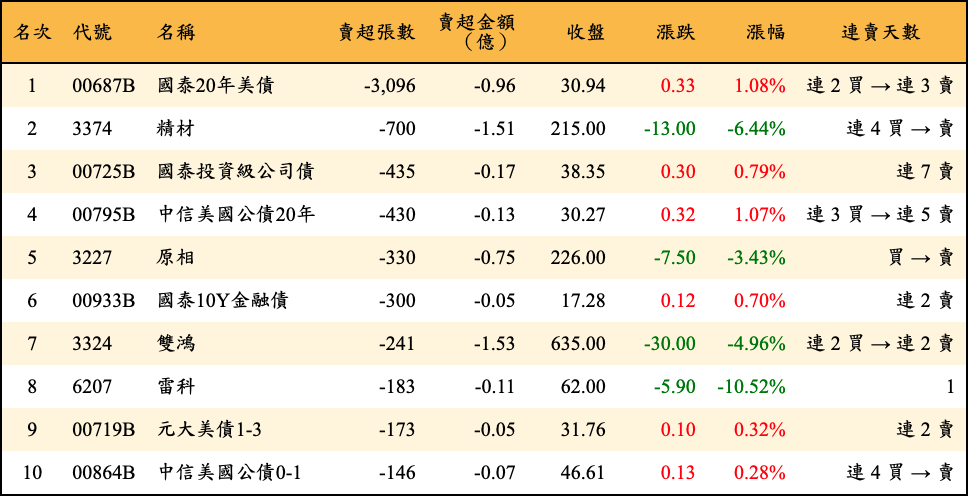 名次 代號 名稱 賣超張數 賣超金額（億） 收盤 漲跌 漲幅 連賣天數
1 00687B 國泰20年美債 -3,096 -0.96 30.94 0.33 1.08% 連 2 買 → 連 3 賣
2 3374 精材 -700 -1.51 215.00 -13.00 -6.44% 連 4 買 → 賣
3 00725B 國泰投資級公司債 -435 -0.17 38.35 0.30 0.79% 連 7 賣
4 00795B 中信美國公債20年 -430 -0.13 30.27 0.32 1.07% 連 3 買 → 連 5 賣
5 3227 原相 -330 -0.75 226.00 -7.50 -3.43% 買 → 賣
6 00933B 國泰10Y金融債 -300 -0.05 17.28 0.12 0.70% 連 2 賣
7 3324 雙鴻 -241 -1.53 635.00 -30.00 -4.96% 連 2 買 → 連 2 賣
8 6207 雷科 -183 -0.11 62.00 -5.90 -10.52% 1
9 00719B 元大美債1-3 -173 -0.05 31.76 0.10 0.32% 連 2 賣
10 00864B 中信美國公債0-1 -146 -0.07 46.61 0.13 0.28% 連 4 買 → 賣